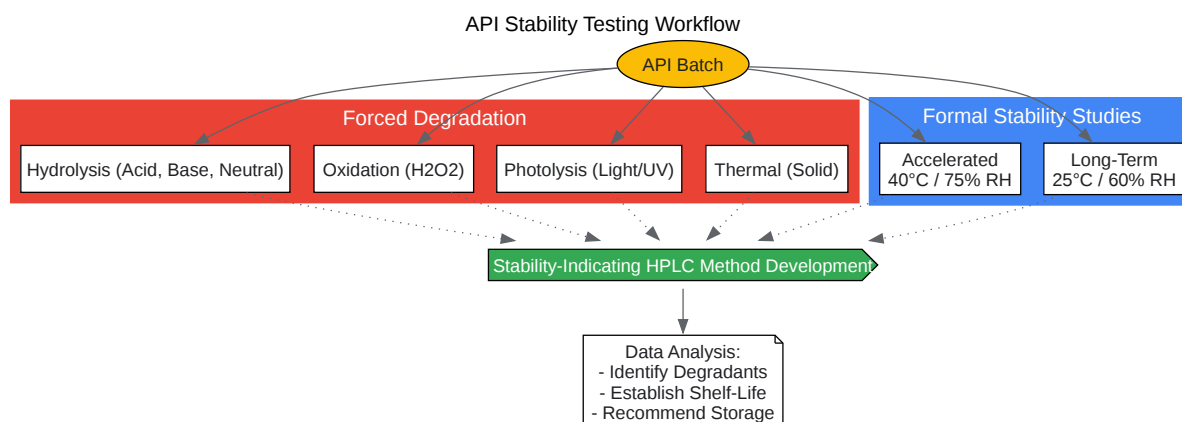 API Stability Testing Workflow
API Batch
Forced Degradation
Formal Stability Studies
Hydrolysis (Acid, Base, Neutral)
Oxidation (H2O2)
Photolysis (Light/UV)
Thermal (Solid)
Accelerated
40°C / 75% RH
Long-Term
25°C / 60% RH
Stability-Indicating HPLC Method Development
Data Analysis:
- Identify Degradants
- Establish Shelf-Life
- Recommend Storage